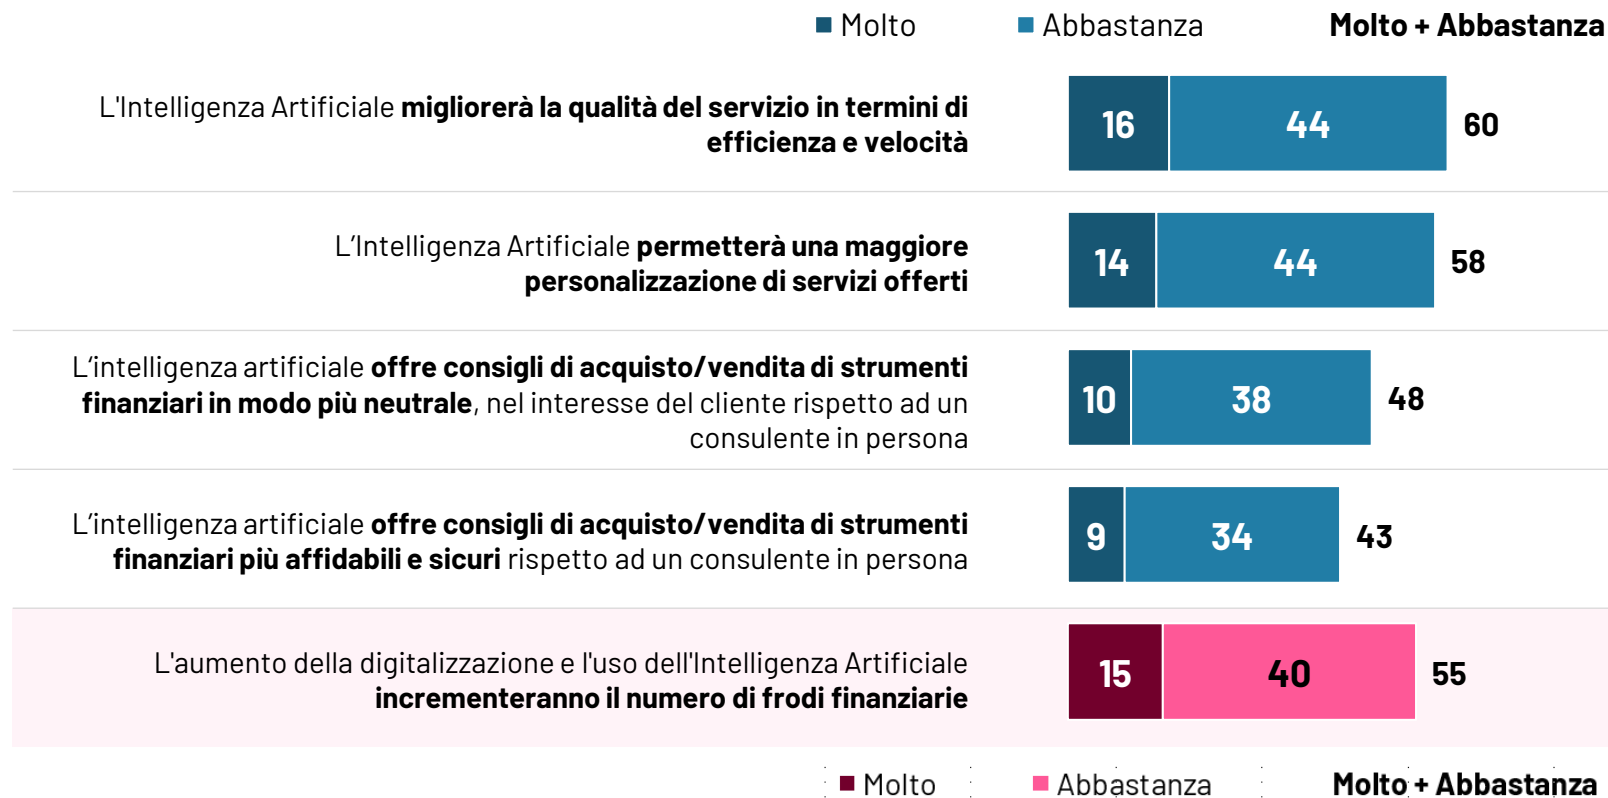 Molto Abbastanza Molto + Abbastanza
L'Intelligenza Artificiale migliorerà la qualità del servizio in termini di
efficienza e velocità
16 44 60
L’Intelligenza Artificiale permetterà una maggiore
personalizzazione di servizi offerti
14 44 58
L’intelligenza artificiale offre consigli di acquisto/vendita di strumenti
finanziari in modo più neutrale, nel interesse del cliente rispetto ad un
consulente in persona
10 38 48
L’intelligenza artificiale offre consigli di acquisto/vendita di strumenti
finanziari più affidabili e sicuri rispetto ad un consulente in persona
9 34 43
L'aumento della digitalizzazione e l'uso dell'Intelligenza Artificiale
incrementeranno il numero di frodi finanziarie
15 40 55
Molto Abbastanza Molto + Abbastanza